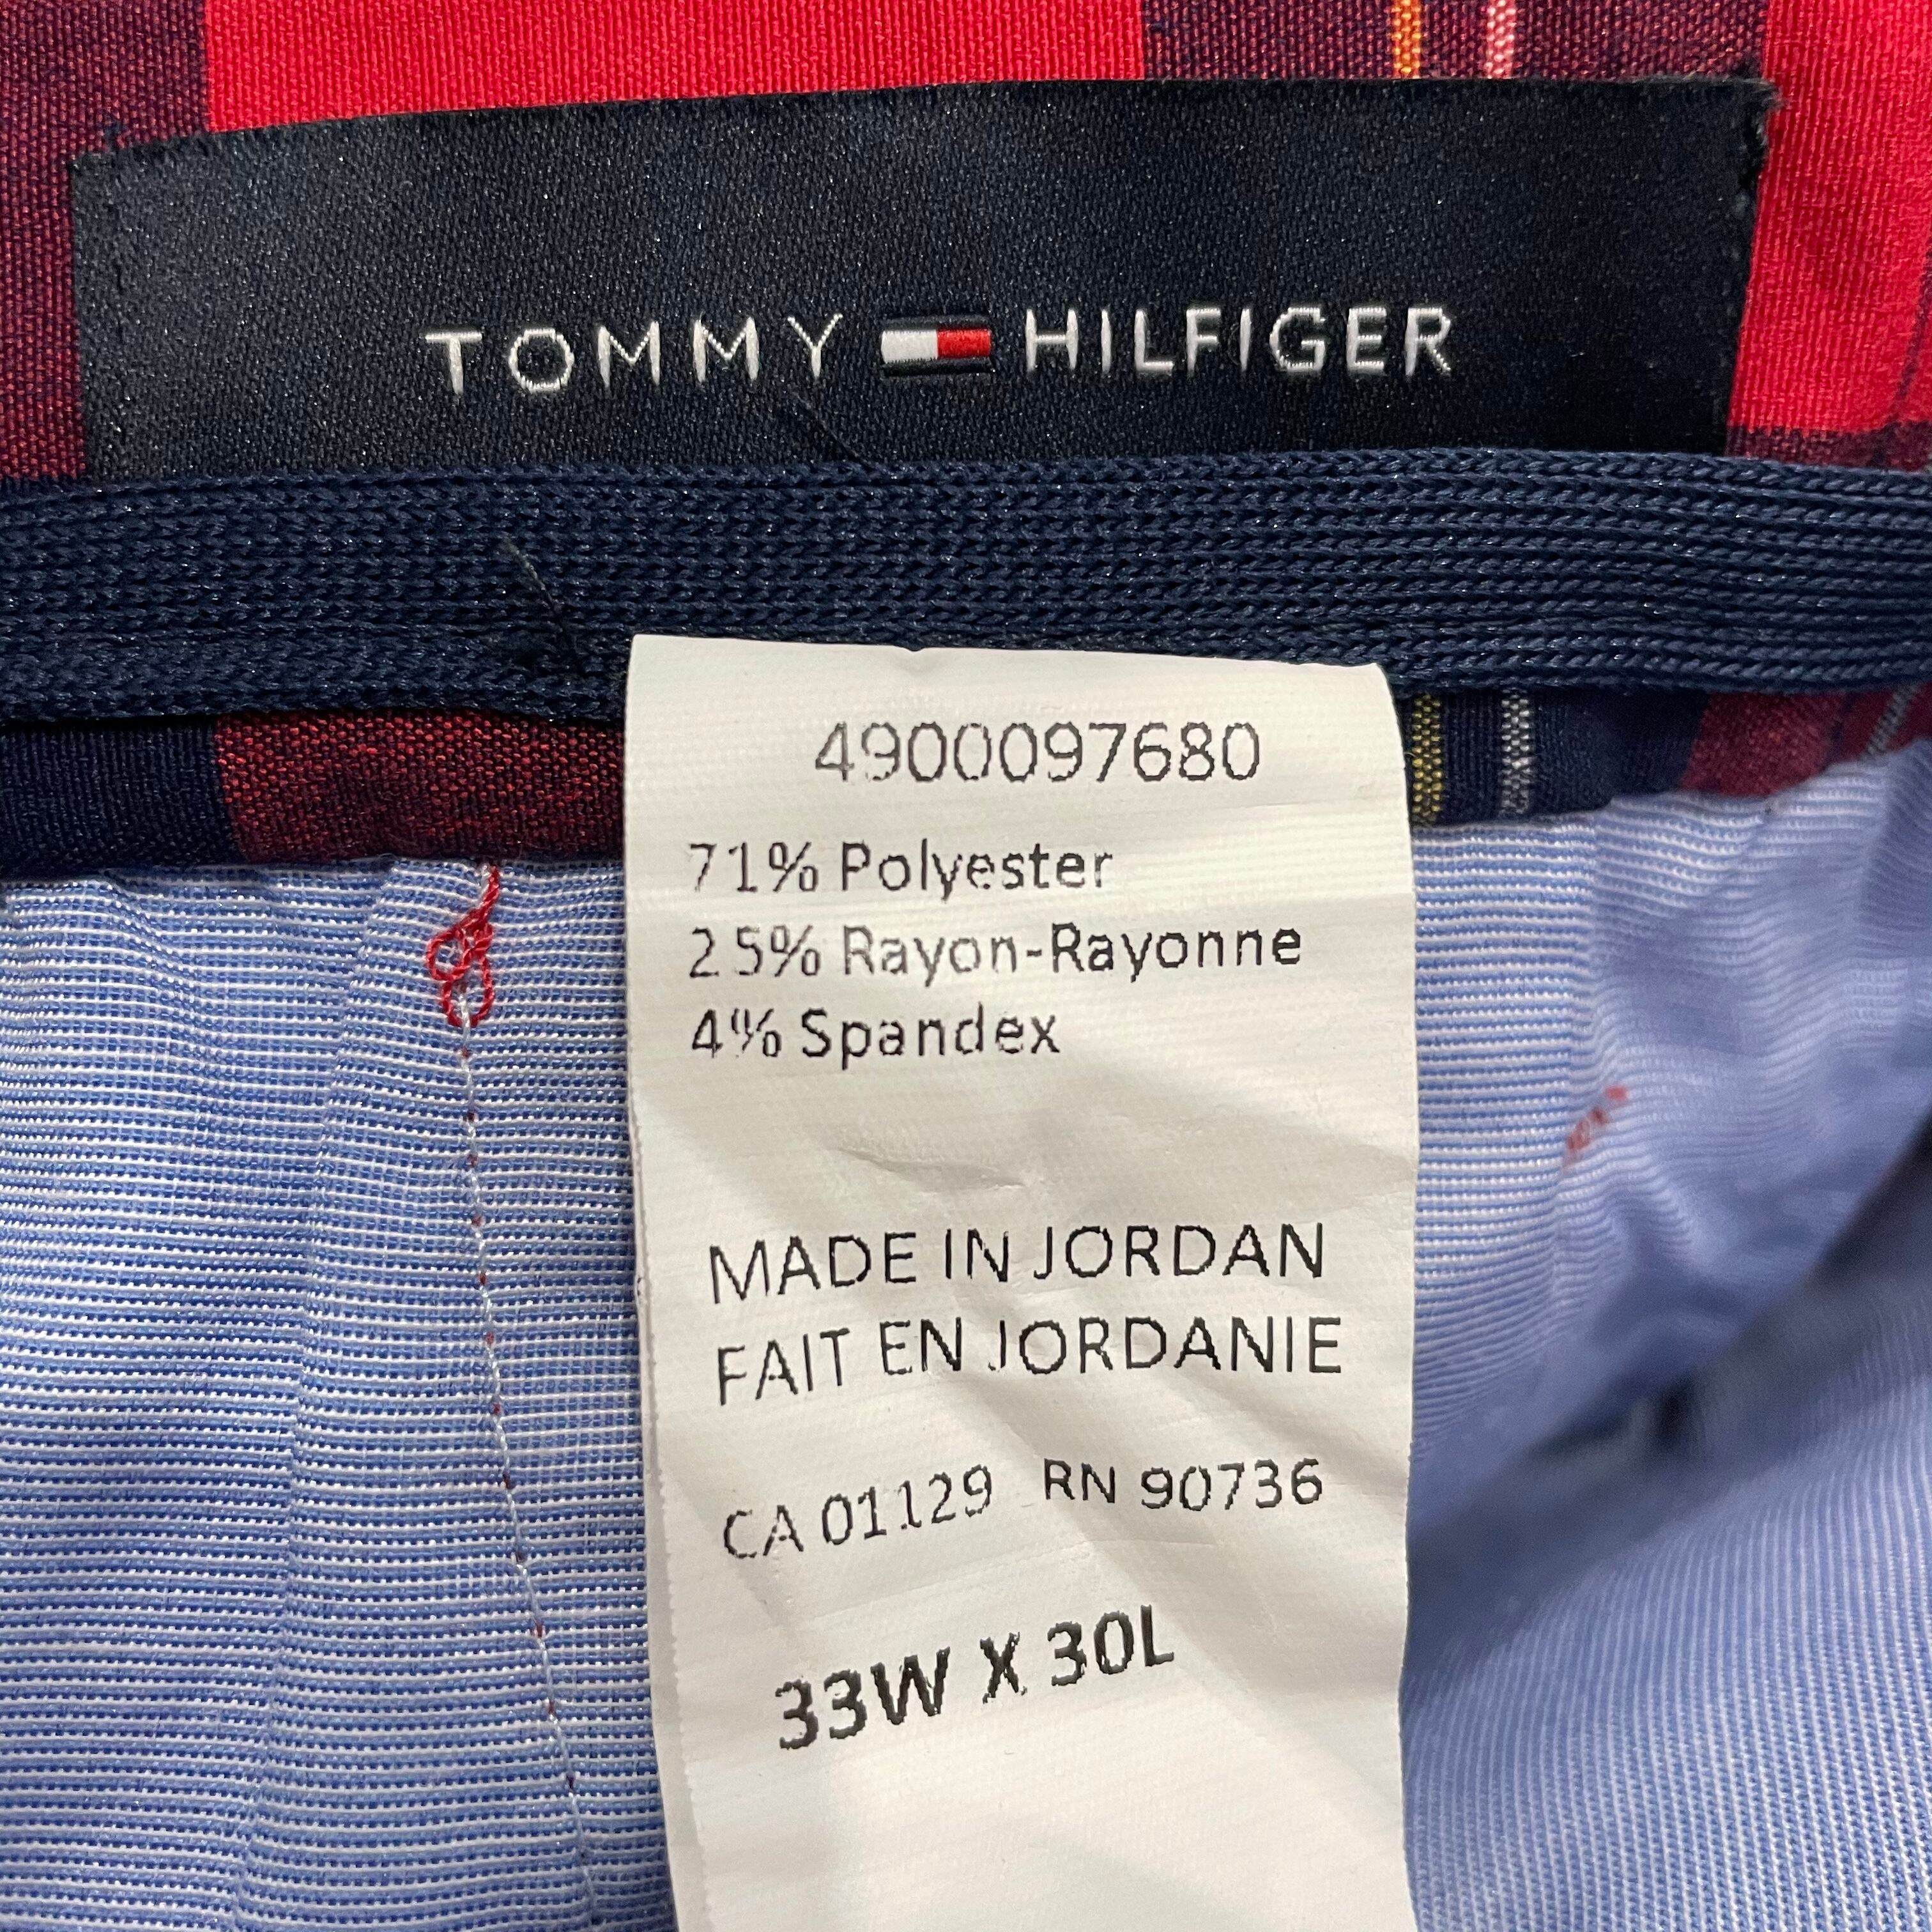 TOMMY HILFIGER
4900097680
71% Polyester
25% Rayon-Rayonne
4% Spandex
MADE IN JORDAN
FAIT EN JORDANIE
CA 01129 RN 90736
33W X 30L